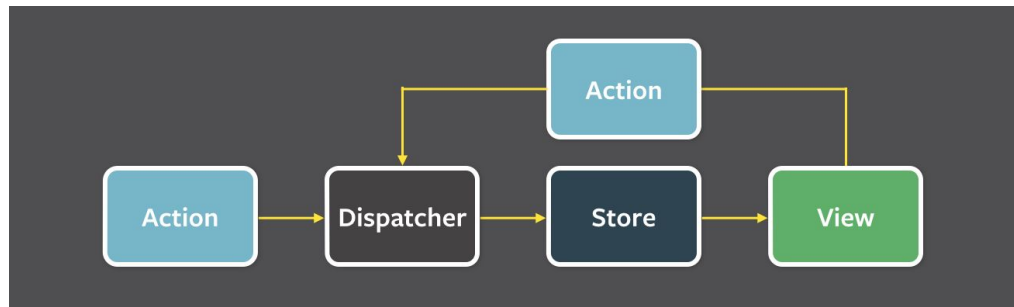 Action
Action
Dispatcher
Store
View